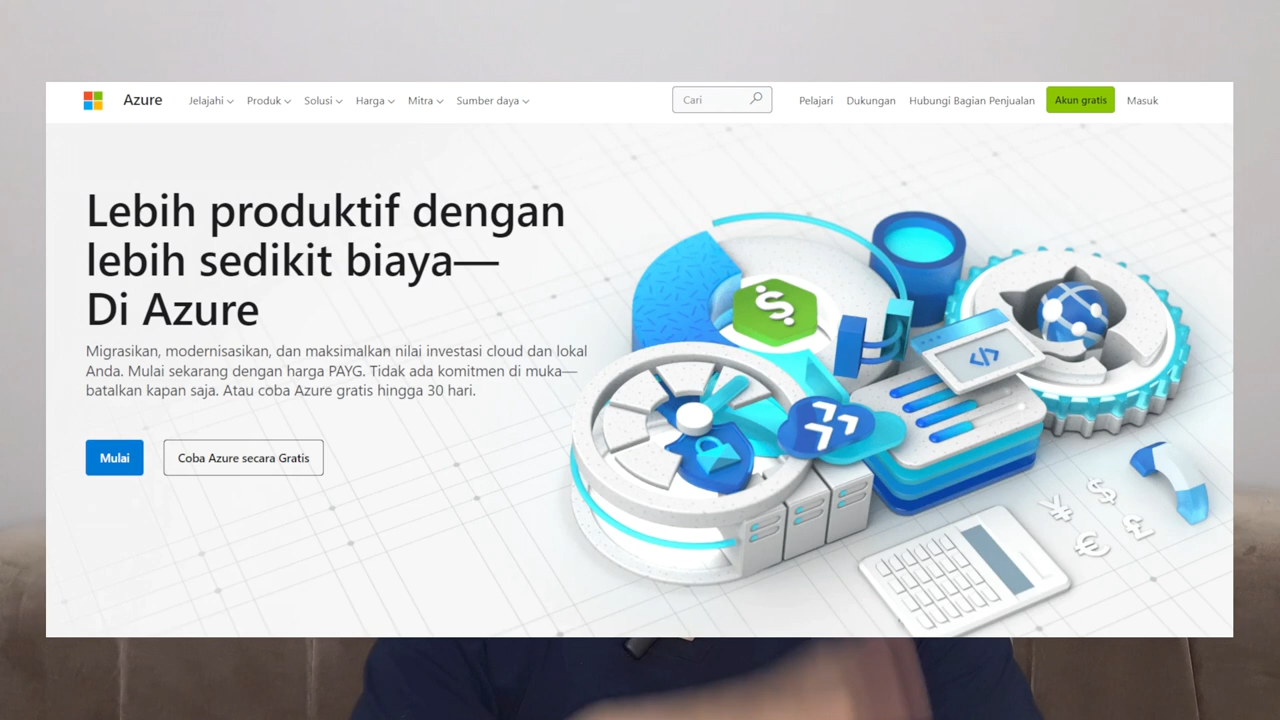 Azure
Jelajahi
Produk
Solusi
Harga
Mitra
Sumber daya
Cari
Pelajari
Dukungan
Hubungi Bagian Penjualan
Akun gratis
Masuk
Lebih produktif dengan
lebih sedikit biaya—
Di Azure
Migrasikan, modernisasikan, dan maksimalkan nilai investasi cloud dan lokal
Anda. Mulai sekarang dengan harga PAYG. Tidak ada komitmen di muka—
batalkan kapan saja. Atau coba Azure gratis hingga 30 hari.
Mulai
Coba Azure secara Gratis
$
</>
$
¥
£
€